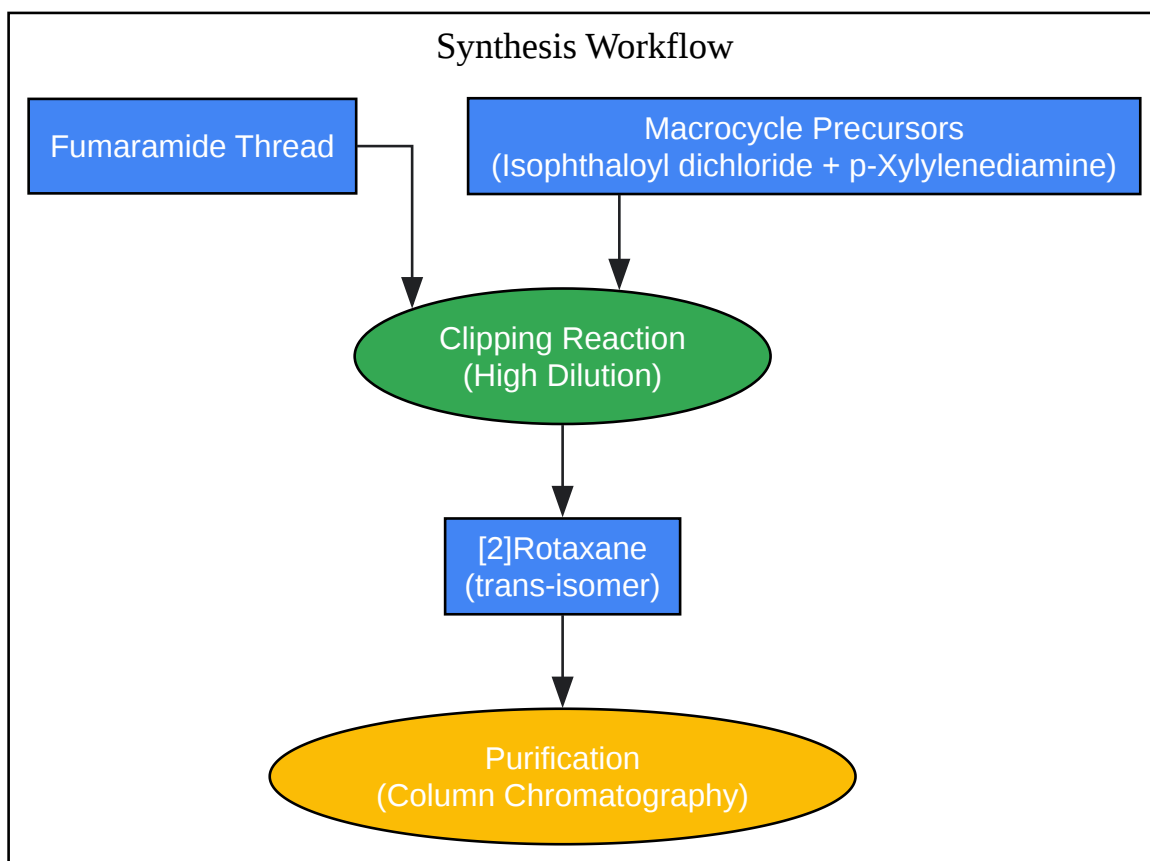 Synthesis Workflow
Fumaramide Thread
Macrocycle Precursors
(Isophthaloyl dichloride + p-Xylylenediamine)
Clipping Reaction
(High Dilution)
[2]Rotaxane
(trans-isomer)
Purification
(Column Chromatography)